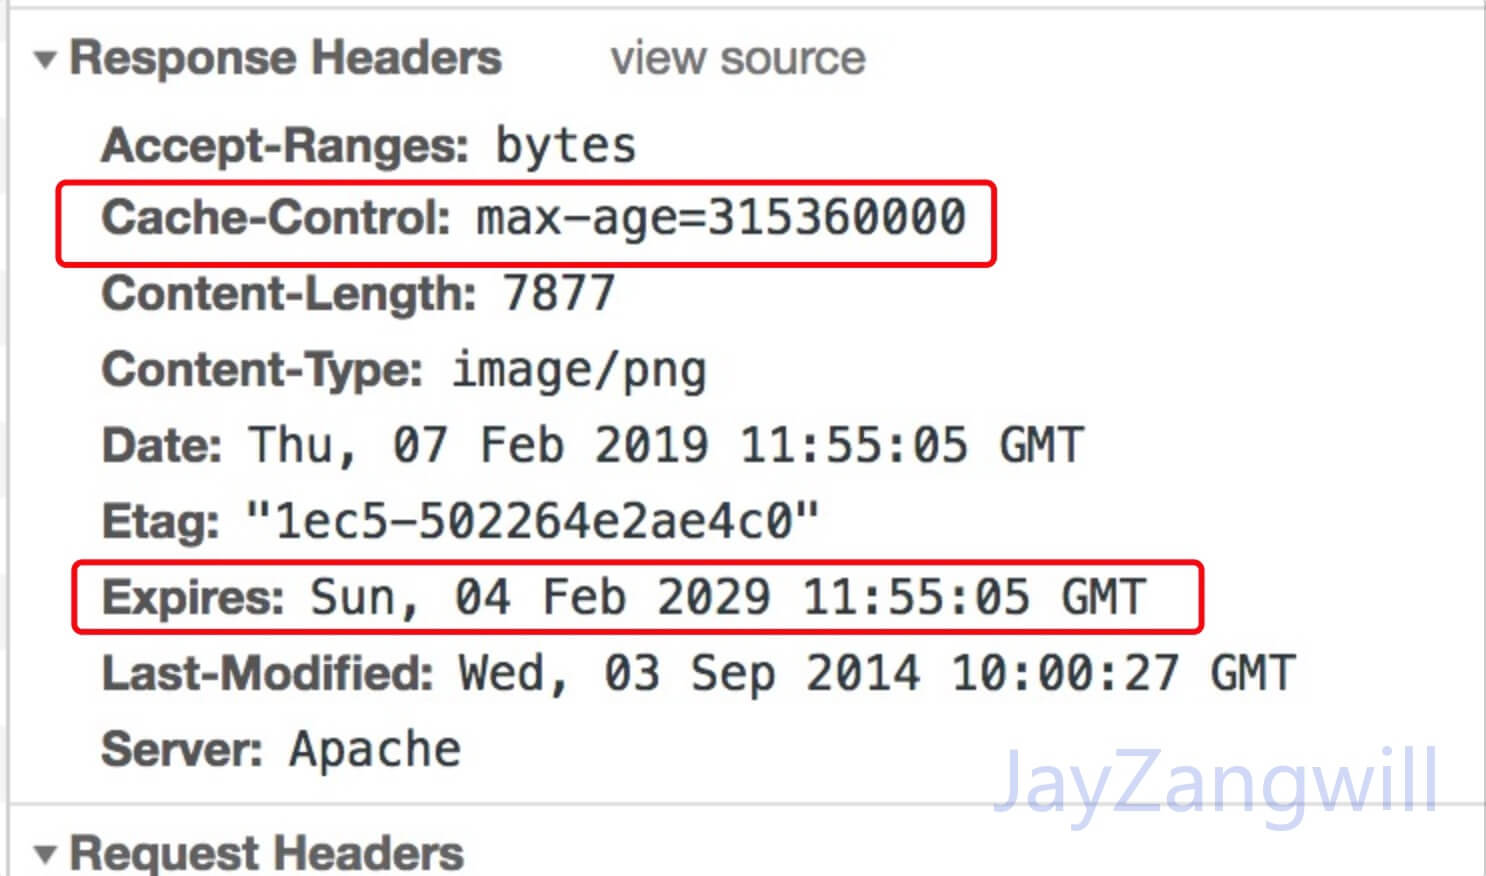 Response Headers view source
Accept-Ranges: bytes
Cache-Control: max-age=315360000
Content-Length: 7877
Content-Type: image/png
Date: Thu, 07 Feb 2019 11:55:05 GMT
Etag: "1ec5-502264e2ae4c0"
Expires: Sun, 04 Feb 2029 11:55:05 GMT
Last-Modified: Wed, 03 Sep 2014 10:00:27 GMT
Server: Apache
JayZangwill
Request Headers